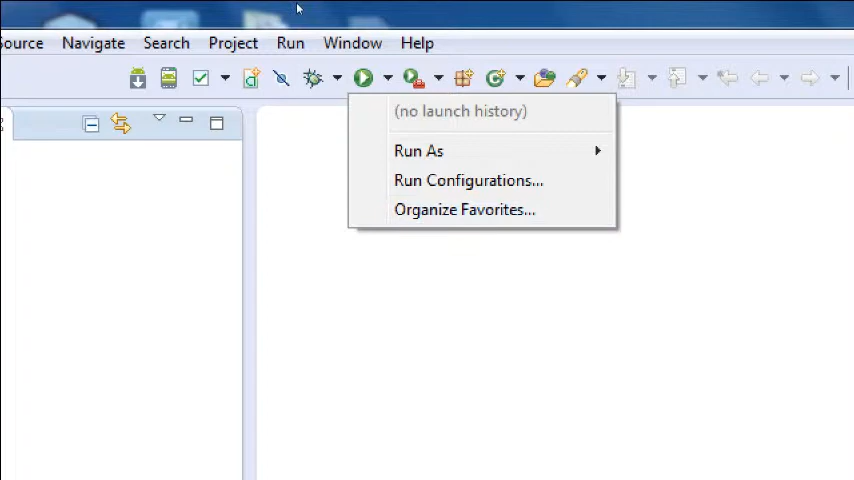 Source Navigate Search Project Run Window Help
(no launch history)
Run As
Run Configurations...
Organize Favorites...